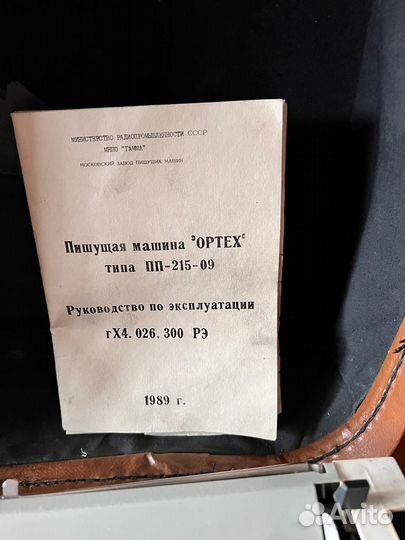 МИНИСТЕРСТВО РАДИОПРОМЫШЛЕННОСТИ СССР
МНПО "ГАММА"
МОСКОВСКИЙ ЗАВОД ПИШУЩИХ МАШИН
Пишущая машина "ОРТЕХ"
типа ПП-215-09
Руководство по эксплуатации
гХ4.026.300 РЭ
1989 г.
Avito